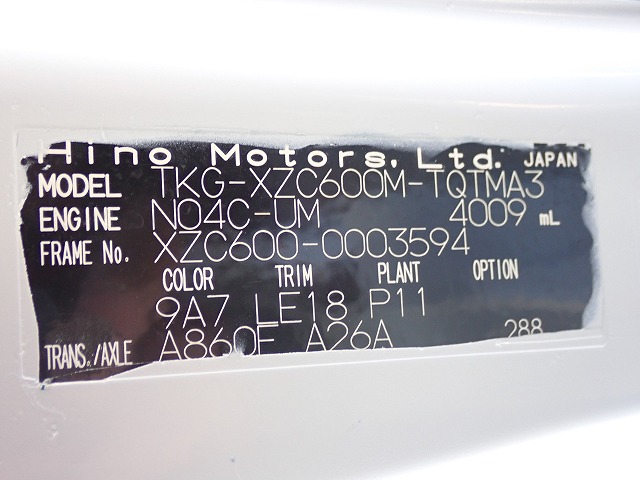 Hino Motors, Ltd. JAPAN
MODEL TKG-XZC600M-TQTMA3
ENGINE N04C-UM 4009 mL
FRAME No. XZC600-0003594
COLOR TRIM PLANT OPTION
9A7 LE18 P11
TRANS./AXLE A860E A26A 288